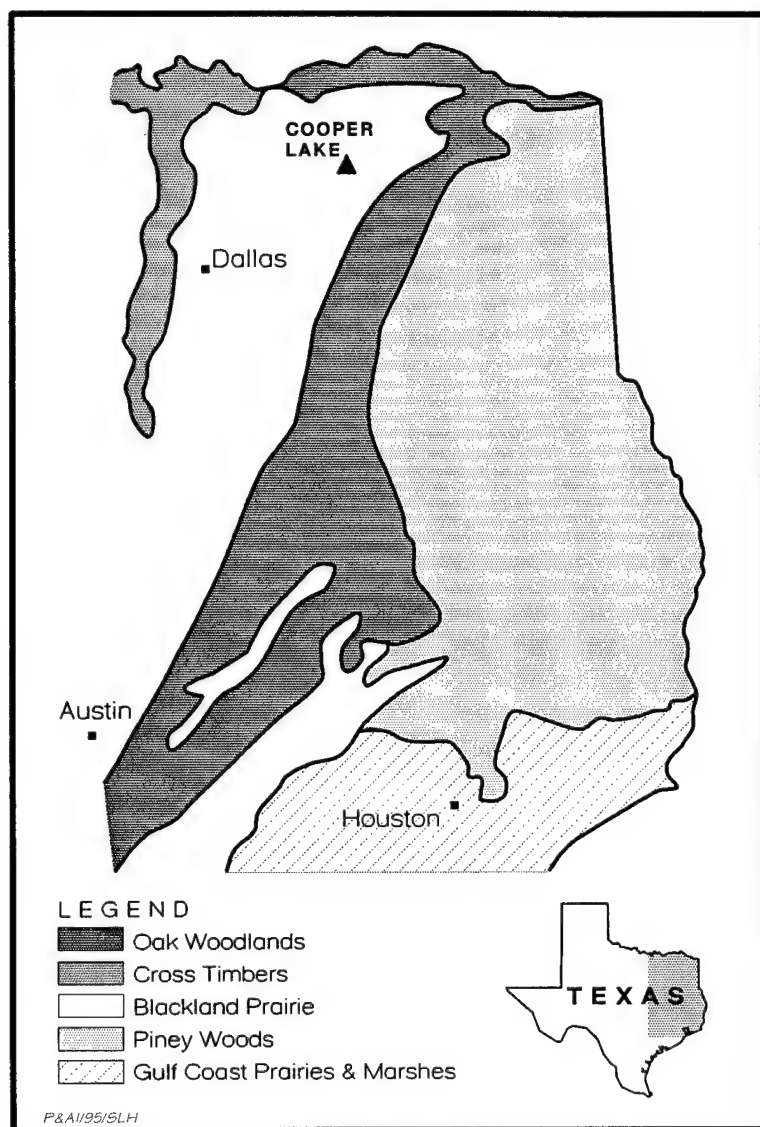 COOPER
LAKE
Dallas
Austin
Houston
LEGEND
Oak Woodlands
Cross Timbers
Blackland Prairie
Piney Woods
Gulf Coast Prairies & Marshes
TEXAS
P&AI/95/SLH